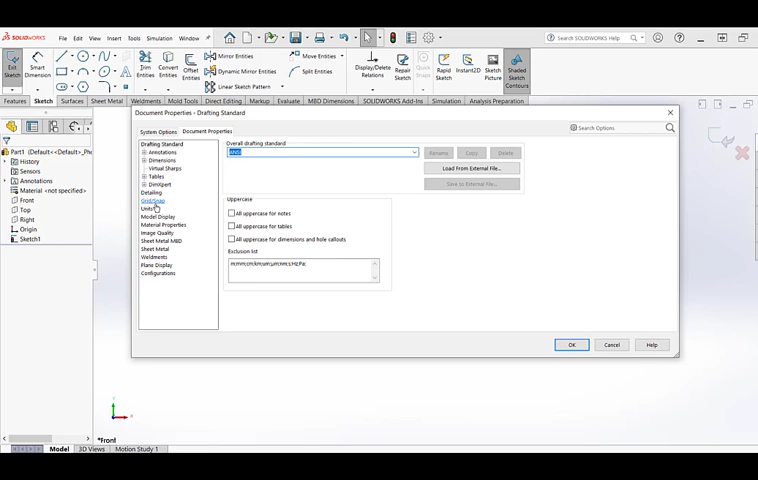 SOLIDWORKS File Edit View Insert Tools Simulation Window Search SOLIDWORKS Help
Exit Sketch
Smart Dimension
Trim Entities
Convert Entities
Offset Entities
Mirror Entities
Dynamic Mirror Entities
Linear Sketch Pattern
Move Entities
Split Entities
Display/Delete Relations
Repair Sketch
Rapid Sketch
Instant2D
Sketch Picture
Shaded Sketch Contours
Features Sketch Surfaces Sheet Metal Weldments Mold Tools Direct Editing Markup Evaluate MBD Dimensions SOLIDWORKS Add-Ins Simulation Analysis Preparation
Part1 (Default<<Default>_Ph
History
Sensors
Annotations
Material <not specified>
Front
Top
Right
Origin
Sketch1
Document Properties - Drafting Standard
System Options Document Properties
Search Options
Drafting Standard
Annotations
Dimensions
Virtual Sharps
Tables
DimXpert
Detailing
Grid/Snap
Units
Model Display
Material Properties
Image Quality
Sheet Metal MBD
Sheet Metal
Weldments
Plane Display
Configurations
Overall drafting standard
Rename Copy Delete
Load From External File...
Save to External File...
Uppercase
All uppercase for notes
All uppercase for tables
All uppercase for dimensions and hole callouts
Exclusion list
OK Cancel Help
*Front
Model 3D Views Motion Study 1